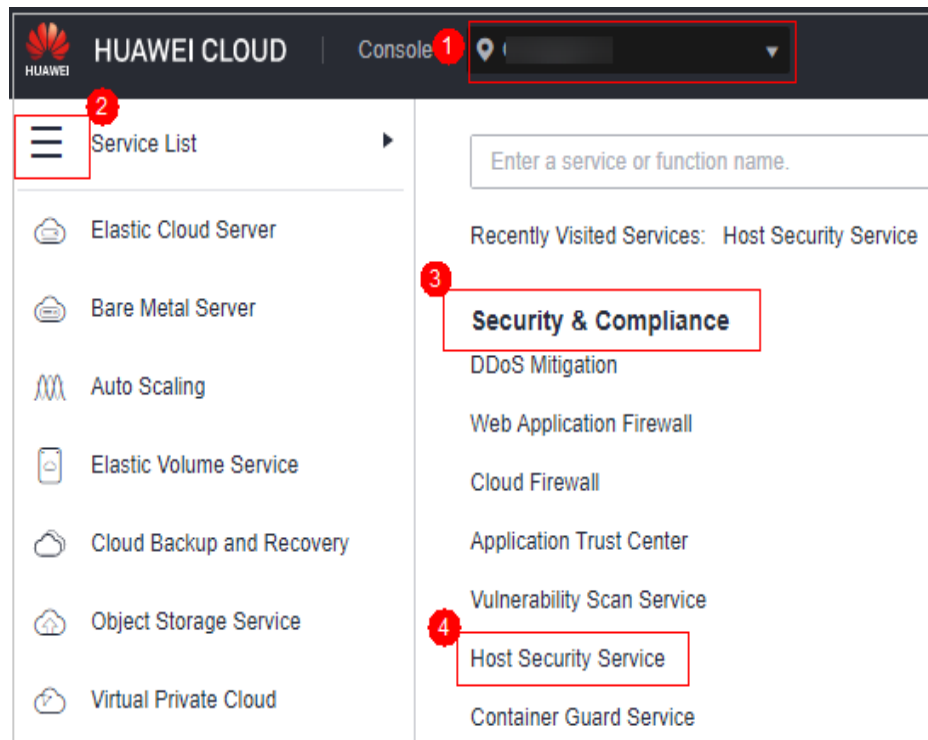 HUAWEI
HUAWEI CLOUD
Console
1
2
Service List
Elastic Cloud Server
Bare Metal Server
Auto Scaling
Elastic Volume Service
Cloud Backup and Recovery
Object Storage Service
Virtual Private Cloud
Enter a service or function name.
Recently Visited Services: Host Security Service
3
Security & Compliance
DDoS Mitigation
Web Application Firewall
Cloud Firewall
Application Trust Center
Vulnerability Scan Service
4
Host Security Service
Container Guard Service